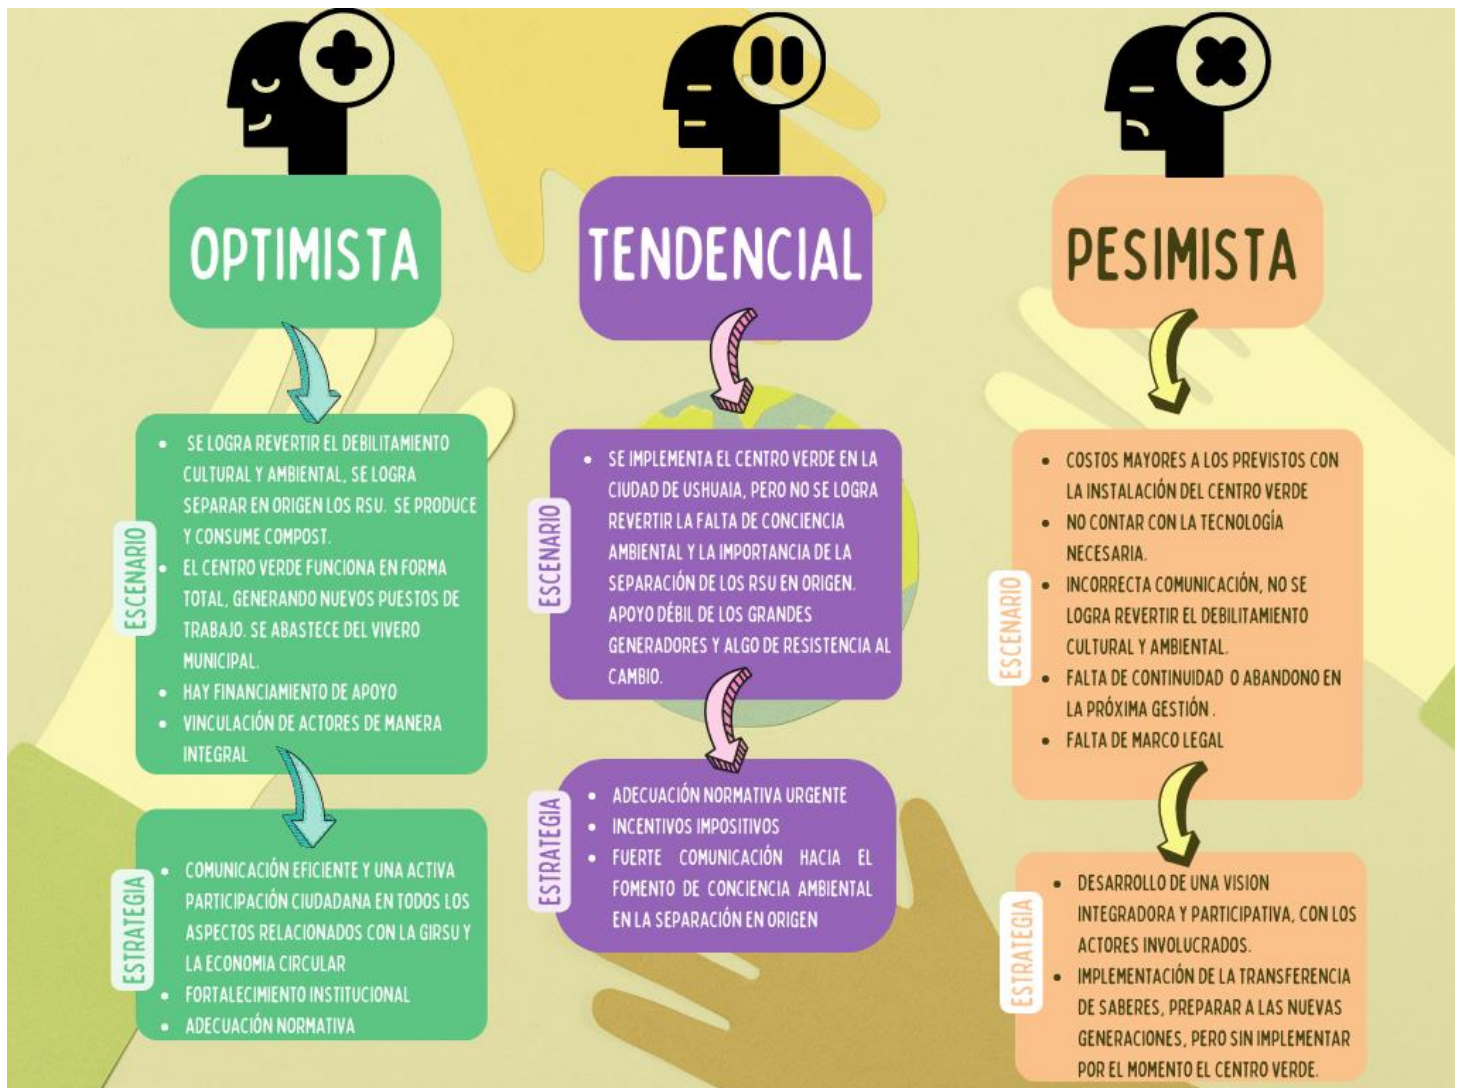 OPTIMISTA
ESCENARIO
• SE LOGRA REVERTIR EL DEBILITAMIENTO
CULTURAL Y AMBIENTAL, SE LOGRA
SEPARAR EN ORIGEN LOS RSU. SE PRODUCE
Y CONSUME COMPOST.
• EL CENTRO VERDE FUNCIONA EN FORMA
TOTAL, GENERANDO NUEVOS PUESTOS DE
TRABAJO. SE ABASTECE DEL VIVERO
MUNICIPAL.
• HAY FINANCIAMIENTO DE APOYO
• VINCULACIÓN DE ACTORES DE MANERA
INTEGRAL
ESTRATEGIA
• COMUNICACIÓN EFICIENTE Y UNA ACTIVA
PARTICIPACIÓN CIUDADANA EN TODOS LOS
ASPECTOS RELACIONADOS CON LA GIRSU Y
LA ECONOMIA CIRCULAR
• FORTALECIMIENTO INSTITUCIONAL
• ADECUACIÓN NORMATIVA
TENDENCIAL
ESCENARIO
• SE IMPLEMENTA EL CENTRO VERDE EN LA
CIUDAD DE USHUAIA, PERO NO SE LOGRA
REVERTIR LA FALTA DE CONCIENCIA
AMBIENTAL Y LA IMPORTANCIA DE LA
SEPARACIÓN DE LOS RSU EN ORIGEN.
APOYO DÉBIL DE LOS GRANDES
GENERADORES Y ALGO DE RESISTENCIA AL
CAMBIO.
ESTRATEGIA
• ADECUACIÓN NORMATIVA URGENTE
• INCENTIVOS IMPOSITIVOS
• FUERTE COMUNICACIÓN HACIA EL
FOMENTO DE CONCIENCIA AMBIENTAL
EN LA SEPARACIÓN EN ORIGEN
PESIMISTA
ESCENARIO
• COSTOS MAYORES A LOS PREVISTOS CON
LA INSTALACIÓN DEL CENTRO VERDE
• NO CONTAR CON LA TECNOLOGÍA
NECESARIA.
• INCORRECTA COMUNICACIÓN, NO SE
LOGRA REVERTIR EL DEBILITAMIENTO
CULTURAL Y AMBIENTAL.
• FALTA DE CONTINUIDAD O ABANDONO EN
LA PRÓXIMA GESTIÓN .
• FALTA DE MARCO LEGAL
ESTRATEGIA
• DESARROLLO DE UNA VISION
INTEGRADORA Y PARTICIPATIVA, CON LOS
ACTORES INVOLUCRADOS.
• IMPLEMENTACIÓN DE LA TRANSFERENCIA
DE SABERES, PREPARAR A LAS NUEVAS
GENERACIONES, PERO SIN IMPLEMENTAR
POR EL MOMENTO EL CENTRO VERDE.